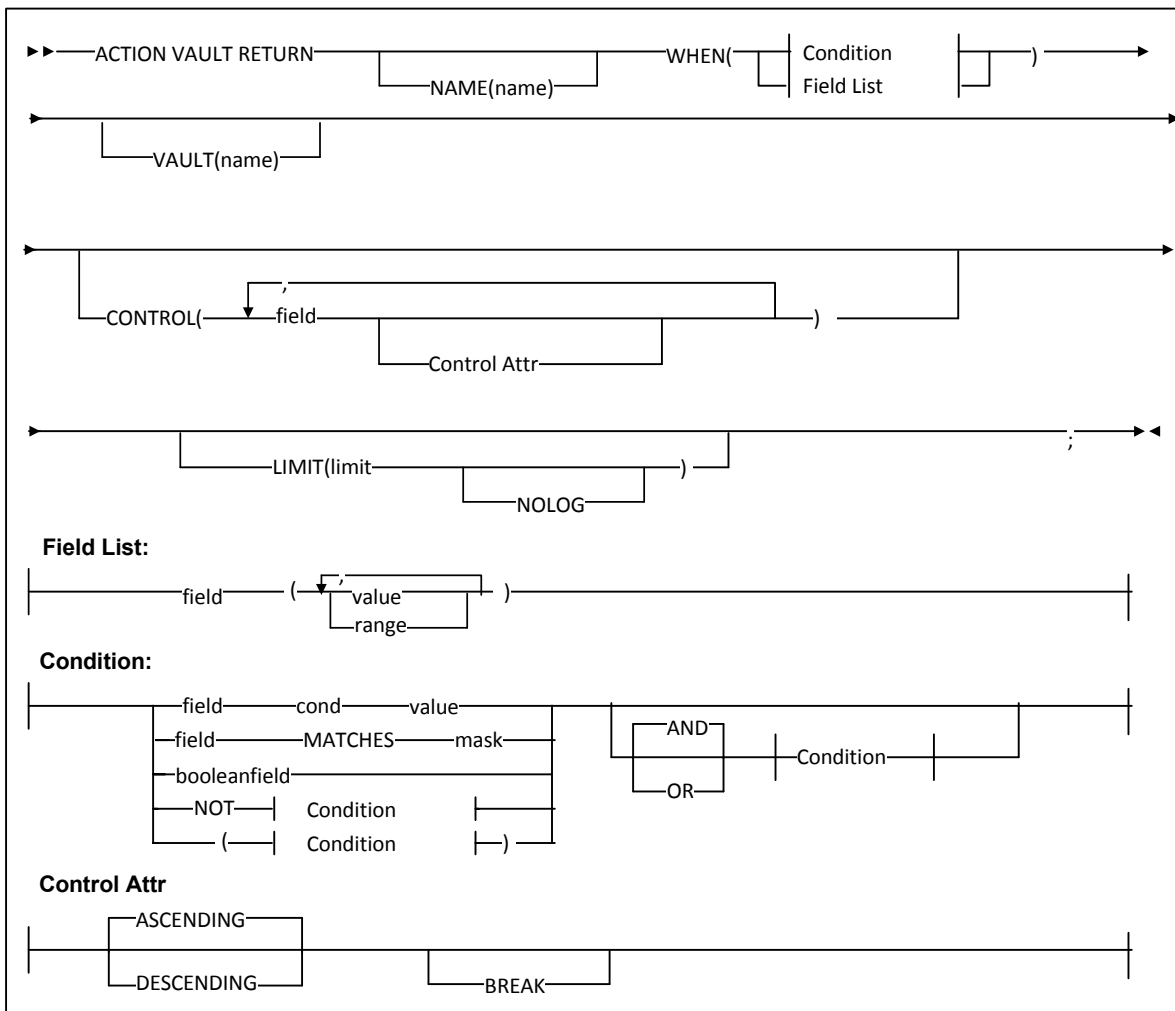 ACTION VAULT RETURN WHEN( Condition )
NAME(name) Field List
VAULT(name)
,
CONTROL( field )
Control Attr
;
LIMIT(limit )
NOLOG
Field List:
,
field ( value )
range
Condition:
field cond value
field MATCHES mask AND
booleanfield Condition
NOT Condition OR
( Condition )
Control Attr
ASCENDING
DESCENDING BREAK